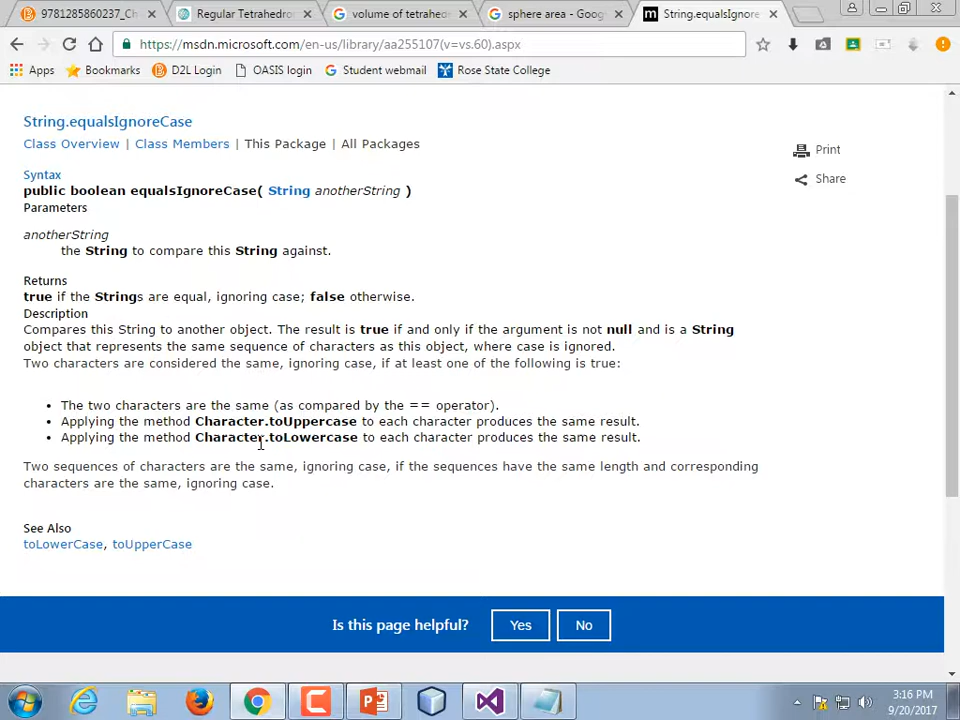 9781285860237_Ch
Regular Tetrahedron
volume of tetrahed
sphere area - Goog
String.equalsIgnore
https://msdn.microsoft.com/en-us/library/aa255107(v=vs.60).aspx
Apps
Bookmarks
D2L Login
OASIS login
Student webmail
Rose State College
String.equalsIgnoreCase
Class Overview | Class Members | This Package | All Packages
Print
Share
Syntax
public boolean equalsIgnoreCase( String anotherString )
Parameters
anotherString
the String to compare this String against.
Returns
true if the Strings are equal, ignoring case; false otherwise.
Description
Compares this String to another object. The result is true if and only if the argument is not null and is a String
object that represents the same sequence of characters as this object, where case is ignored.
Two characters are considered the same, ignoring case, if at least one of the following is true:
• The two characters are the same (as compared by the == operator).
• Applying the method Character.toUppercase to each character produces the same result.
• Applying the method Character.toLowercase to each character produces the same result.
Two sequences of characters are the same, ignoring case, if the sequences have the same length and corresponding
characters are the same, ignoring case.
See Also
toLowerCase, toUpperCase
Is this page helpful?
Yes
No
3:16 PM
9/20/2017